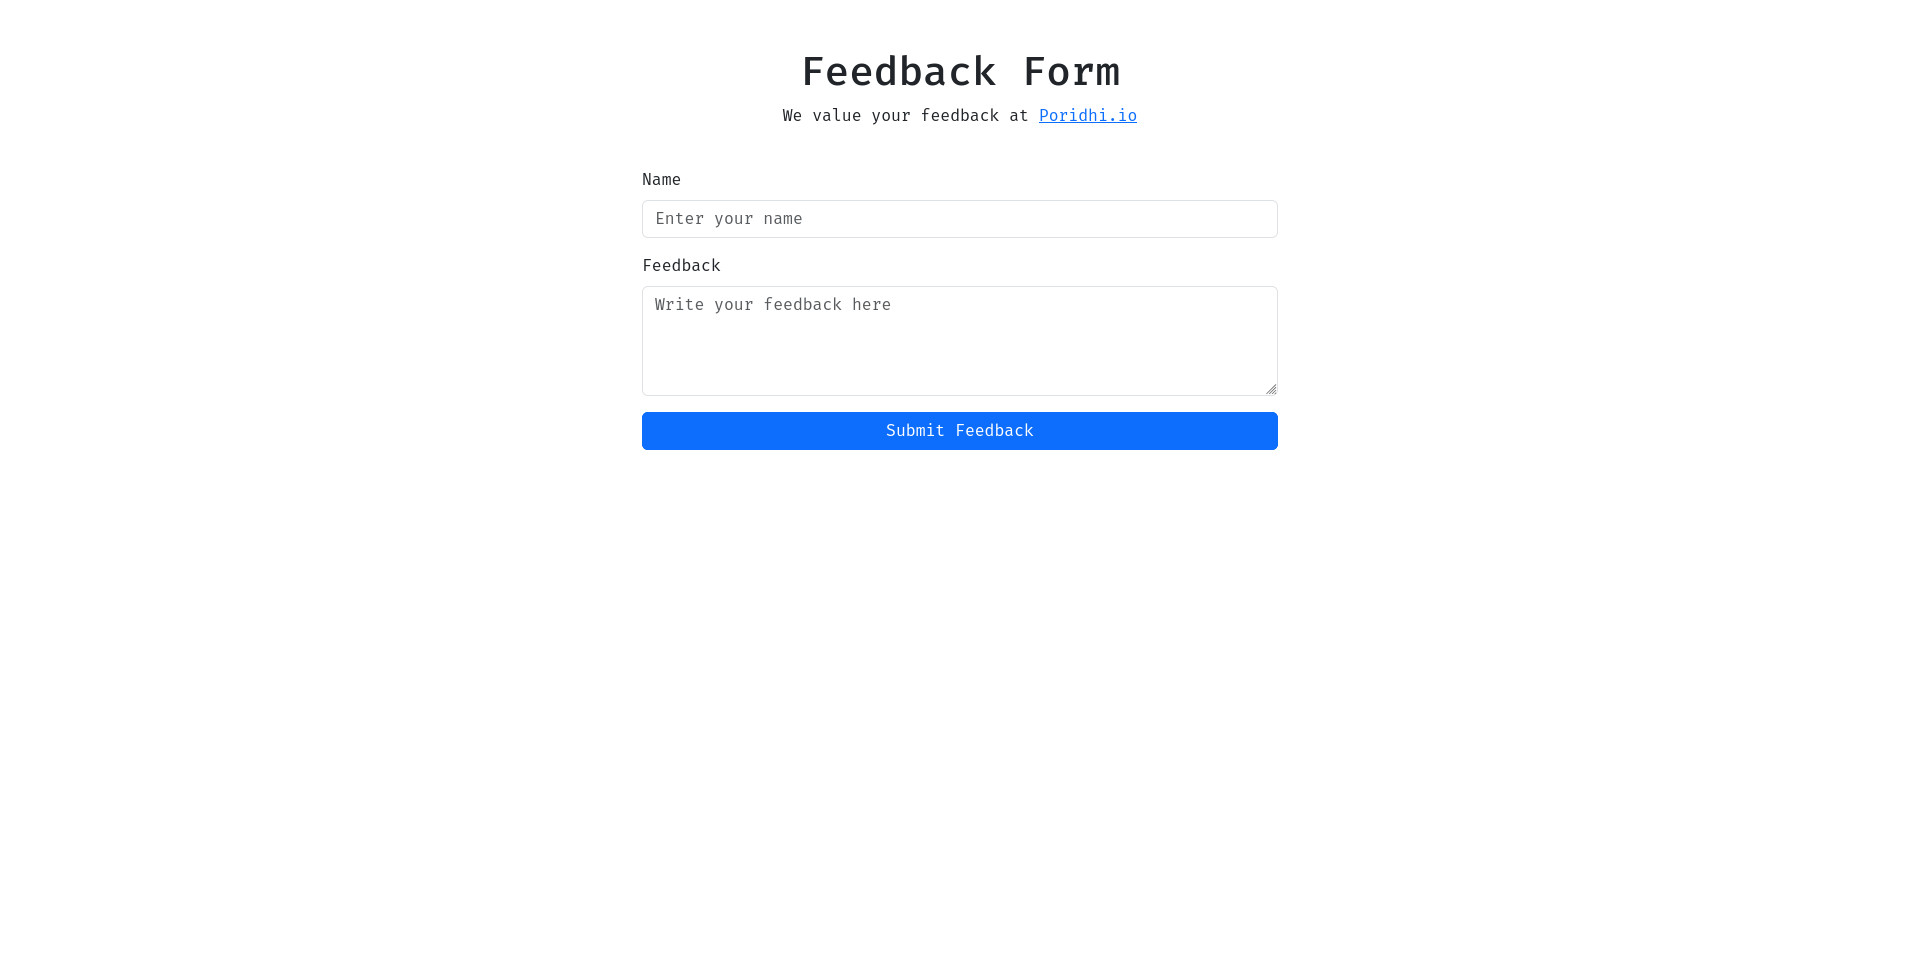 Feedback Form
We value your feedback at Poridhi.io
Name
Enter your name
Feedback
Write your feedback here
Submit Feedback